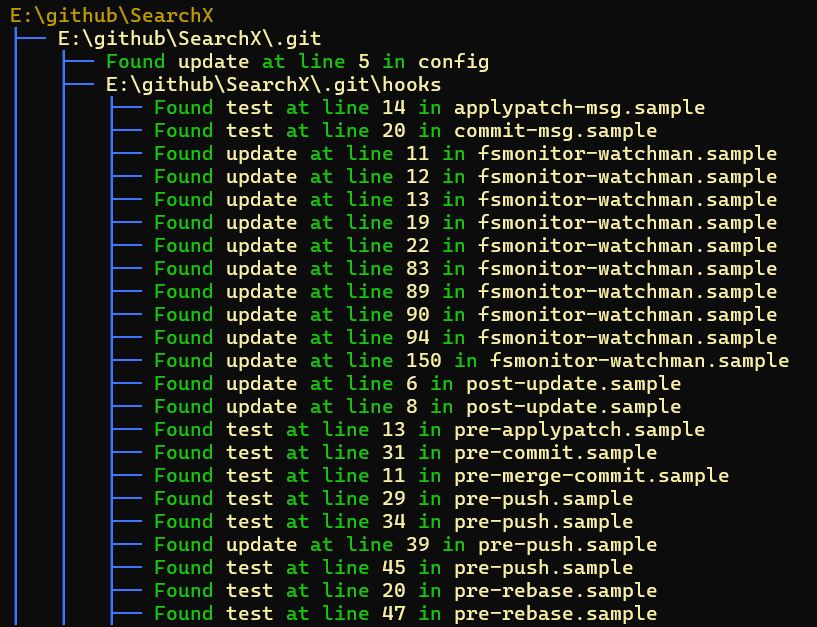 E:\github\SearchX
E:\github\SearchX\.git
Found update at line 5 in config
E:\github\SearchX\.git\hooks
Found test at line 14 in applypatch-msg.sample
Found test at line 20 in commit-msg.sample
Found update at line 11 in fsmonitor-watchman.sample
Found update at line 12 in fsmonitor-watchman.sample
Found update at line 13 in fsmonitor-watchman.sample
Found update at line 19 in fsmonitor-watchman.sample
Found update at line 22 in fsmonitor-watchman.sample
Found update at line 83 in fsmonitor-watchman.sample
Found update at line 89 in fsmonitor-watchman.sample
Found update at line 90 in fsmonitor-watchman.sample
Found update at line 94 in fsmonitor-watchman.sample
Found update at line 150 in fsmonitor-watchman.sample
Found update at line 6 in post-update.sample
Found update at line 8 in post-update.sample
Found test at line 13 in pre-applypatch.sample
Found test at line 31 in pre-commit.sample
Found test at line 11 in pre-merge-commit.sample
Found test at line 29 in pre-push.sample
Found test at line 34 in pre-push.sample
Found update at line 39 in pre-push.sample
Found test at line 45 in pre-push.sample
Found test at line 20 in pre-rebase.sample
Found test at line 47 in pre-rebase.sample